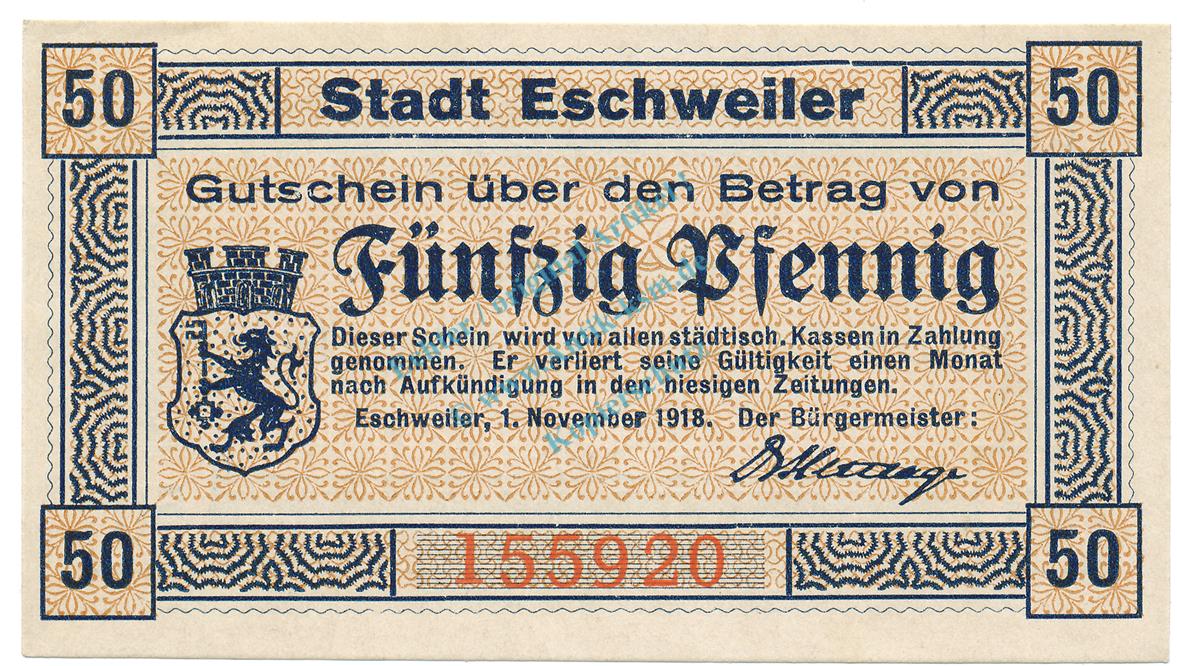 50 Stadt Eschweiler 50
Gutschein über den Betrag von
Fünfzig Pfennig
Dieser Schein wird von allen städtisch. Kassen in Zahlung
genommen. Er verliert seine Gültigkeit einen Monat
nach Aufkündigung in den hiesigen Zeitungen.
Eschweiler, 1. November 1918. Der Bürgermeister:
50 155920 50